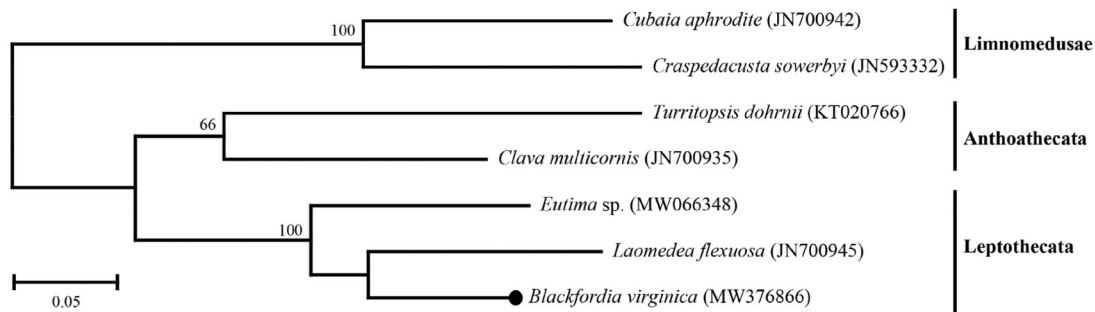 Cubaia aphrodite (JN700942)
100
Limnomedusae
Craspedacusta sowerbyi (JN593332)
Turritopsis dohrnii (KT020766)
66
Anthoathecata
Clava multicornis (JN700935)
Eutima sp. (MW066348)
100
Leptothecata
Laomedea flexuosa (JN700945)
Blackfordia virginica (MW376866)
0.05